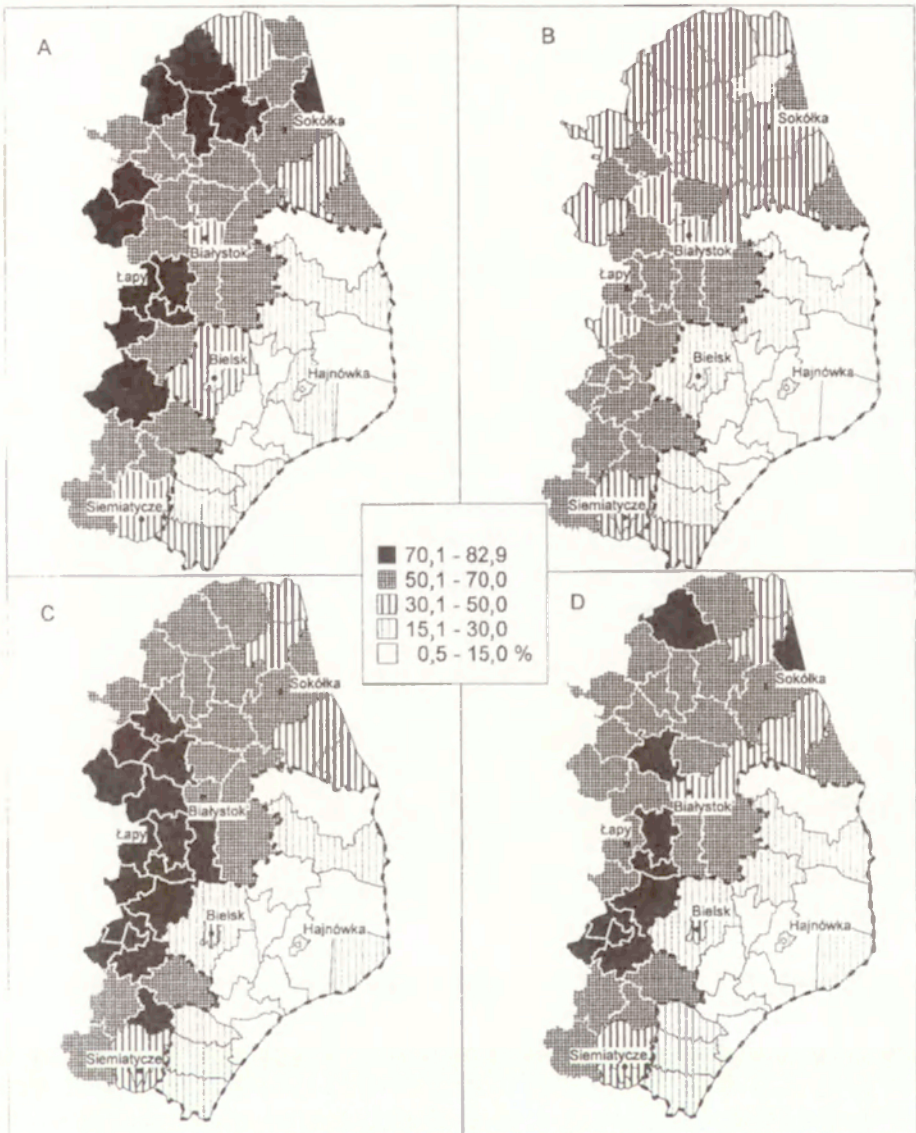 A
Sokółka
Białystok
Łapy
Bielsk
Hajnówka
Siemiatycze
B
Sokółka
Białystok
Łapy
Bielsk
Hajnówka
Siemiatycze
70,1 - 82,9
50,1 - 70,0
30,1 - 50,0
15,1 - 30,0
0,5 - 15,0 %
C
Sokółka
Białystok
Łapy
Bielsk
Hajnówka
Siemiatycze
D
Sokółka
Białystok
Łapy
Bielsk
Hajnówka
Siemiatycze